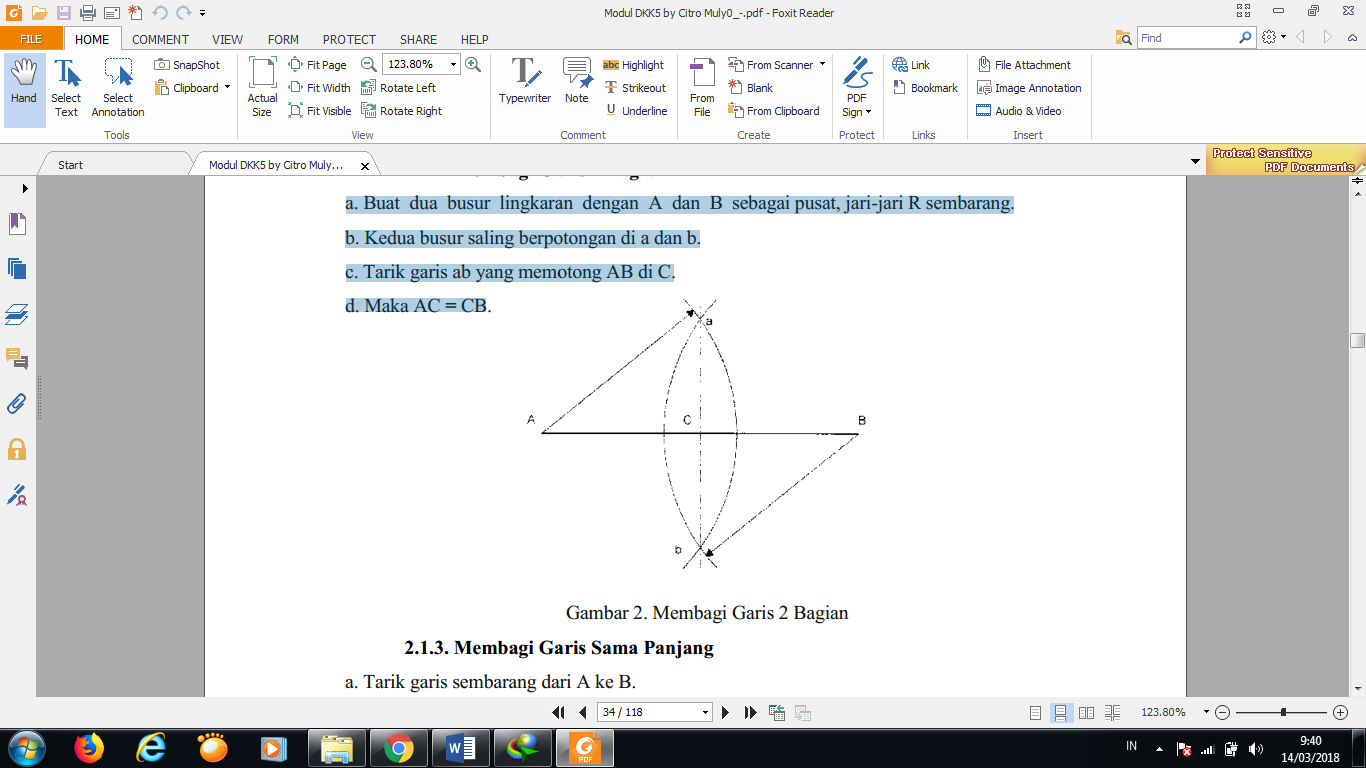 Modul DKK5 by Citro Muly0_-.pdf - Foxit Reader
FILE HOME COMMENT VIEW FORM PROTECT SHARE HELP
Find
Hand
Select Text
Select Annotation
SnapShot
Clipboard
Tools
Actual Size
Fit Page
Fit Width
Fit Visible
123.80%
Rotate Left
Rotate Right
View
Typewriter
Note
Highlight
Strikeout
Underline
Comment
From File
From Scanner
Blank
From Clipboard
Create
PDF Sign
Protect
Link
Bookmark
Links
File Attachment
Image Annotation
Audio & Video
Insert
Start
Modul DKK5 by Citro Muly...
Protect Sensitive
PDF Documents
a. Buat dua busur lingkaran dengan A dan B sebagai pusat, jari-jari R sembarang.
b. Kedua busur saling berpotongan di a dan b.
c. Tarik garis ab yang memotong AB di C.
d. Maka AC = CB.
a
A
C
B
b
Gambar 2. Membagi Garis 2 Bagian
2.1.3. Membagi Garis Sama Panjang
a. Tarik garis sembarang dari A ke B.
34 / 118
123.80%
IN
9:40
14/03/2018